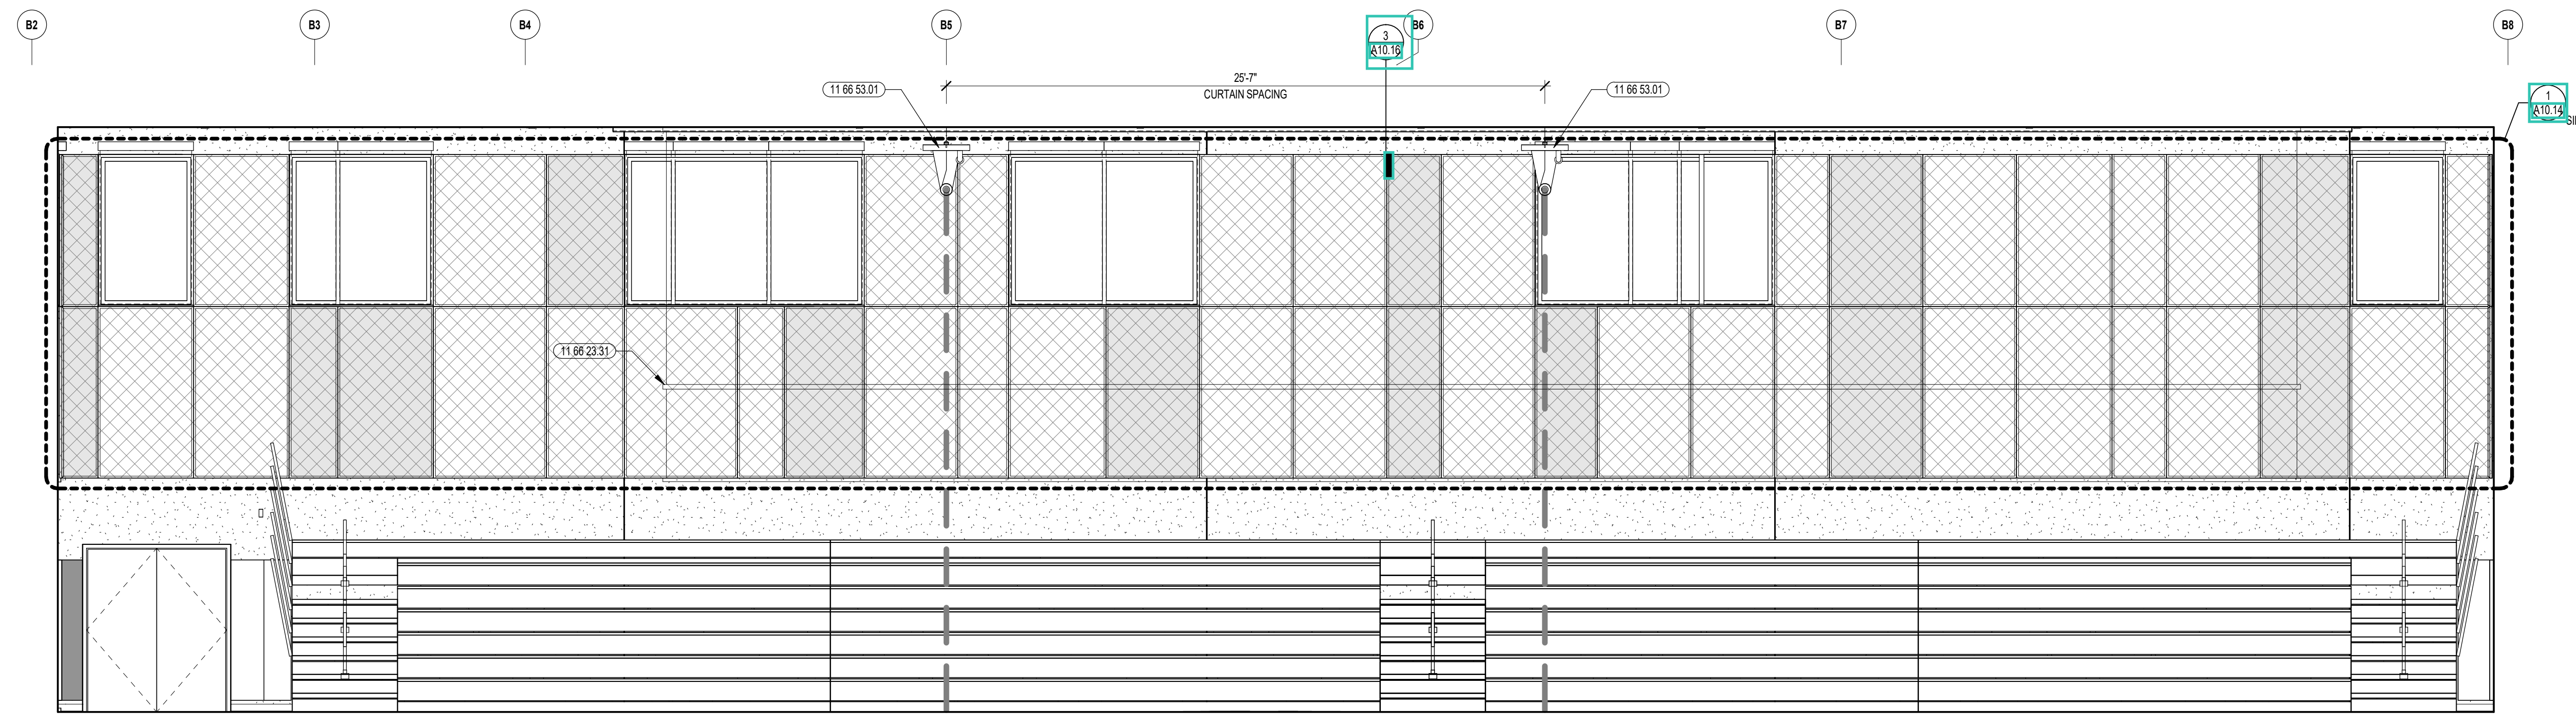 B2
B3
B4
B5
3
A10.16
B6
B7
B8
25'-7"
CURTAIN SPACING
11 66 53.01
11 66 53.01
1
A10.14
SI
11 66 23.31